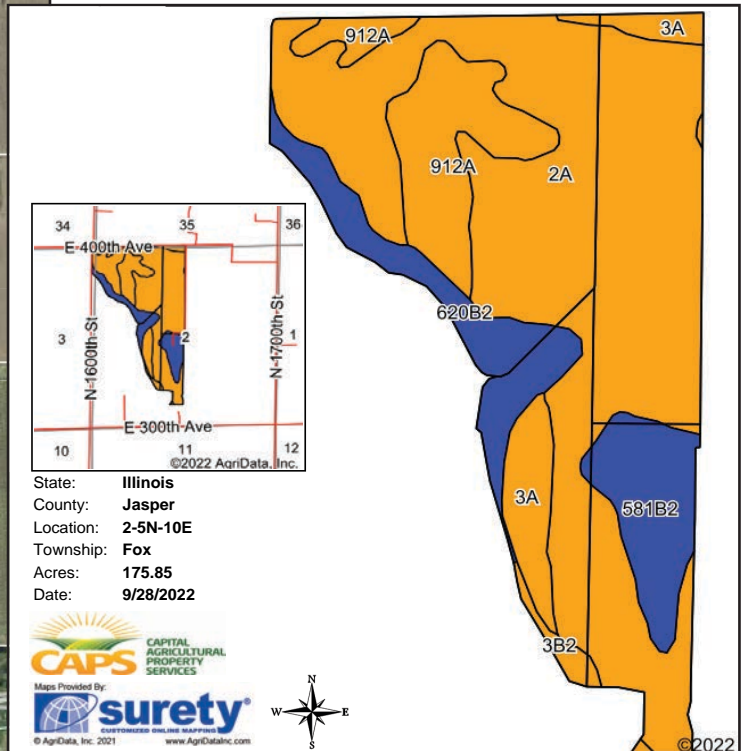 912A
3A
912A
2A
620B2
3A
581B2
3B2
34
35
36
E 400th Ave
N 1600th St
N 1700th St
3
2
1
E 300th Ave
10
11
12
©2022 AgriData, Inc.
State: Illinois
County: Jasper
Location: 2-5N-10E
Township: Fox
Acres: 175.85
Date: 9/28/2022
CAPS
CAPITAL
AGRICULTURAL
PROPERTY
SERVICES
Maps Provided By:
surety®
CUSTOMIZED ONLINE MAPPING
© AgriData, Inc. 2021 www.AgriDataInc.com
N
W E
S
©2022